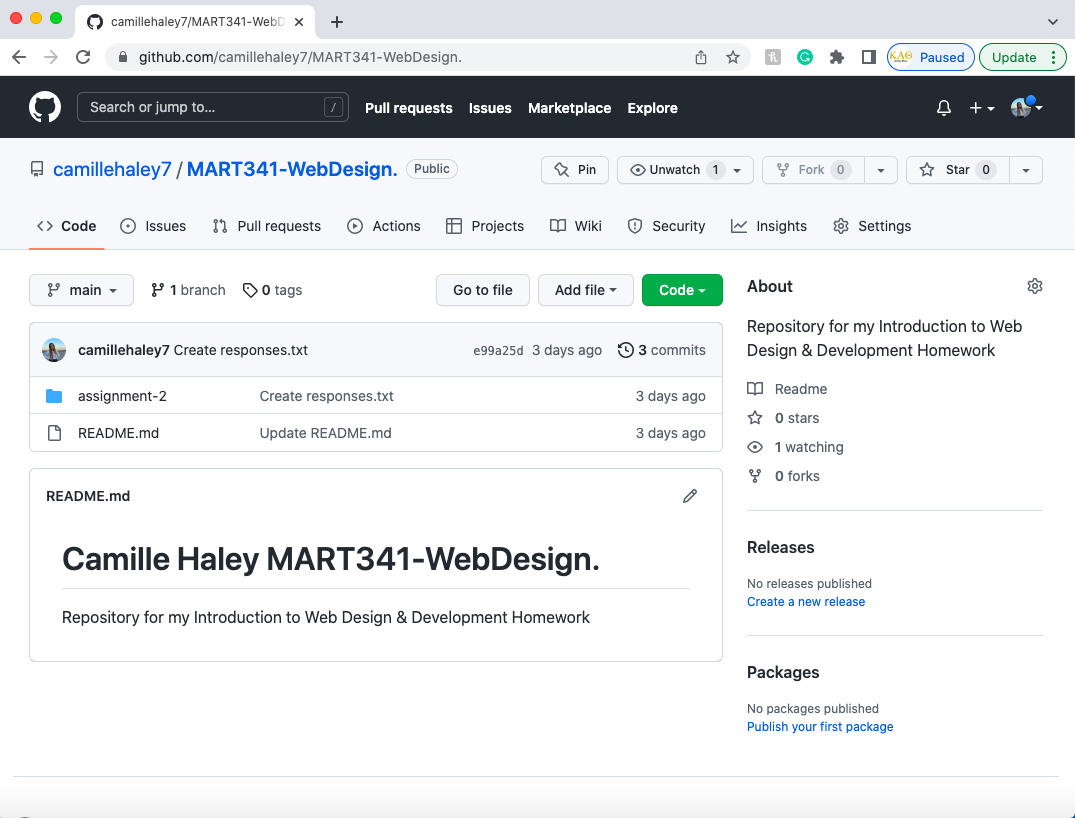 camillehaley7/MART341-WebD
github.com/camillehaley7/MART341-WebDesign.
ΚΑΘ Paused Update
Search or jump to... / Pull requests Issues Marketplace Explore
camillehaley7 / MART341-WebDesign. Public
Pin Unwatch 1 Fork 0 Star 0
Code Issues Pull requests Actions Projects Wiki Security Insights Settings
main 1 branch 0 tags Go to file Add file Code
camillehaley7 Create responses.txt e99a25d 3 days ago 3 commits
assignment-2 Create responses.txt 3 days ago
README.md Update README.md 3 days ago
README.md
Camille Haley MART341-WebDesign.
Repository for my Introduction to Web Design & Development Homework
About
Repository for my Introduction to Web
Design & Development Homework
Readme
0 stars
1 watching
0 forks
Releases
No releases published
Create a new release
Packages
No packages published
Publish your first package